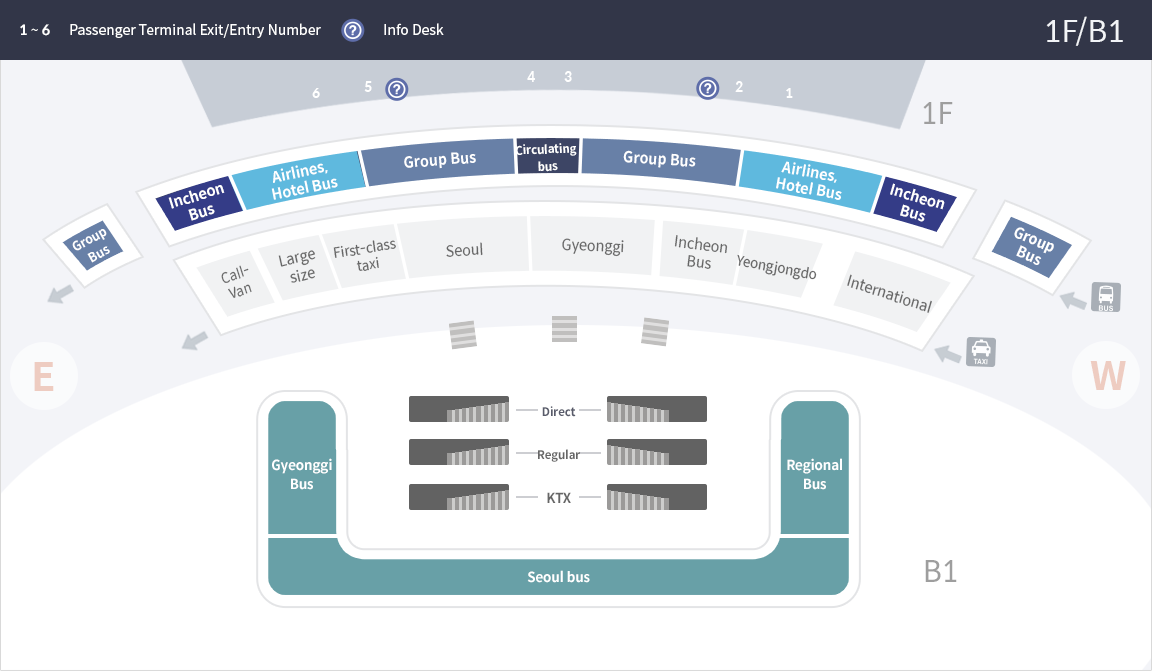 1 ~ 6 Passenger Terminal Exit/Entry Number ? Info Desk 1F/B1
6 5 ? 4 3 ? 2 1
1F
Group
Bus
Incheon
Bus
Airlines,
Hotel Bus
Group Bus
Circulating
bus
Group Bus
Airlines,
Hotel Bus
Incheon
Bus
Group
Bus
Call-
Van
Large
size
First-class
taxi
Seoul
Gyeonggi
Incheon
Bus
Yeongjongdo
International
BUS
TAXI
E
W
Direct
Regular
KTX
Gyeonggi
Bus
Regional
Bus
Seoul bus
B1